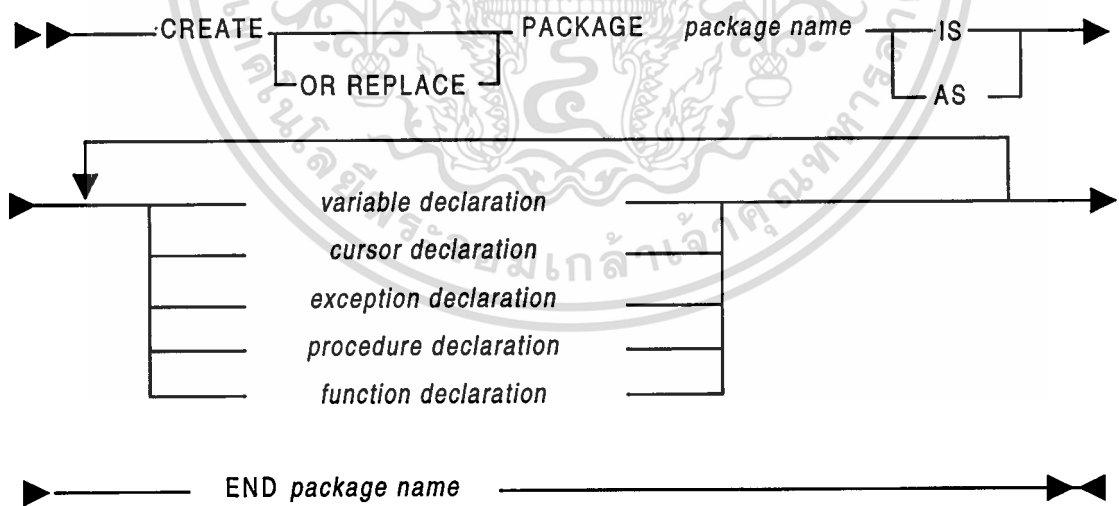 CREATE PACKAGE package name IS
OR REPLACE AS
variable declaration
cursor declaration
exception declaration
procedure declaration
function declaration
END package name